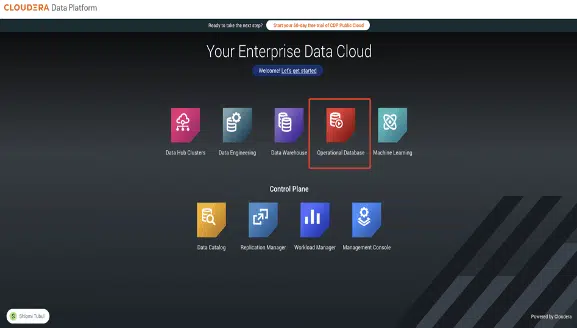 CLOUDERA Data Platform
Ready to take the next step? Start your 60-day free trial of CDP Public Cloud!
Your Enterprise Data Cloud
Welcome! Let's get started
Data Hub Clusters Data Engineering Data Warehouse Operational Database Machine Learning
Control Plane
Data Catalog Replication Manager Workload Manager Management Console
S
Powered by Cloudera